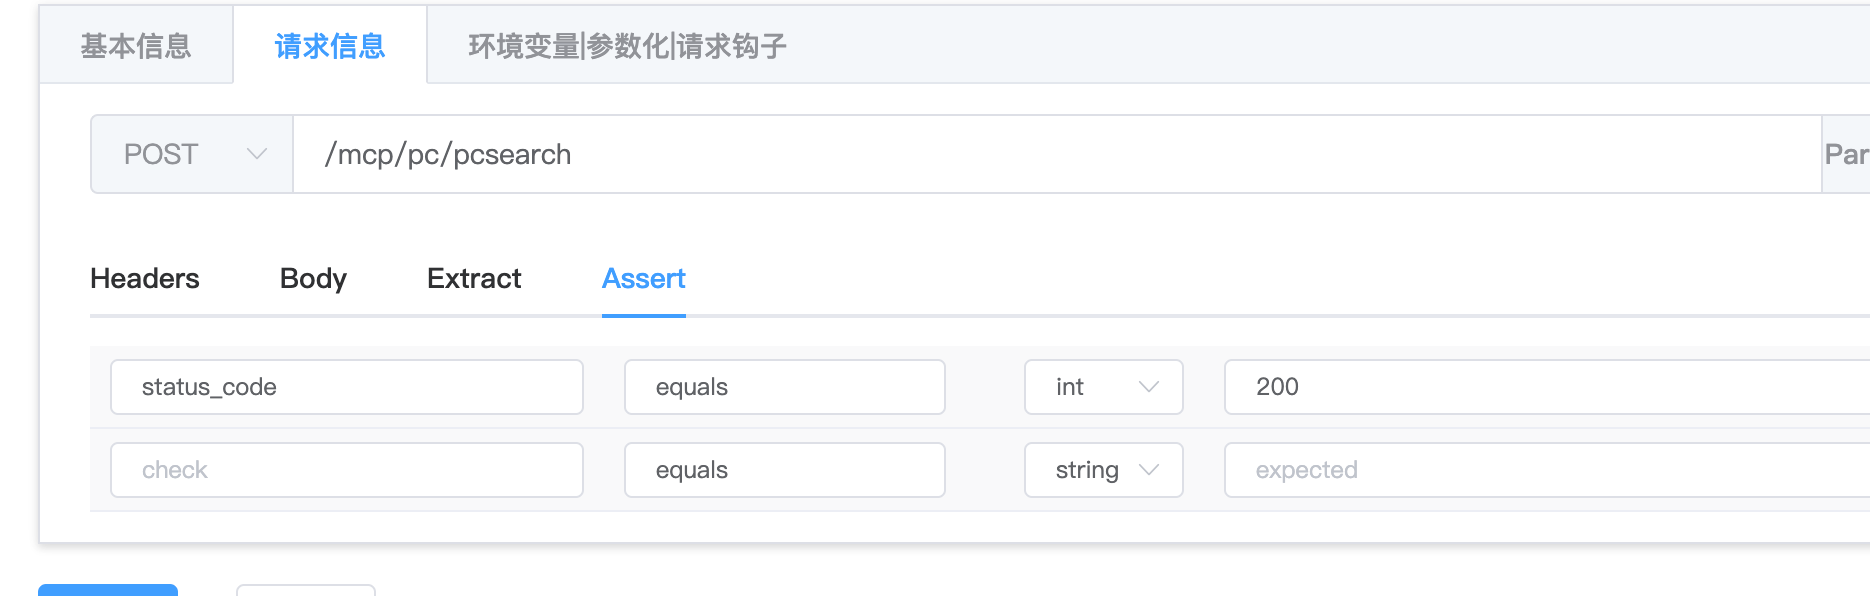 基本信息 请求信息 环境变量|参数化|请求钩子
POST /mcp/pc/pcsearch Par
Headers Body Extract Assert
status_code equals int 200
check equals string expected